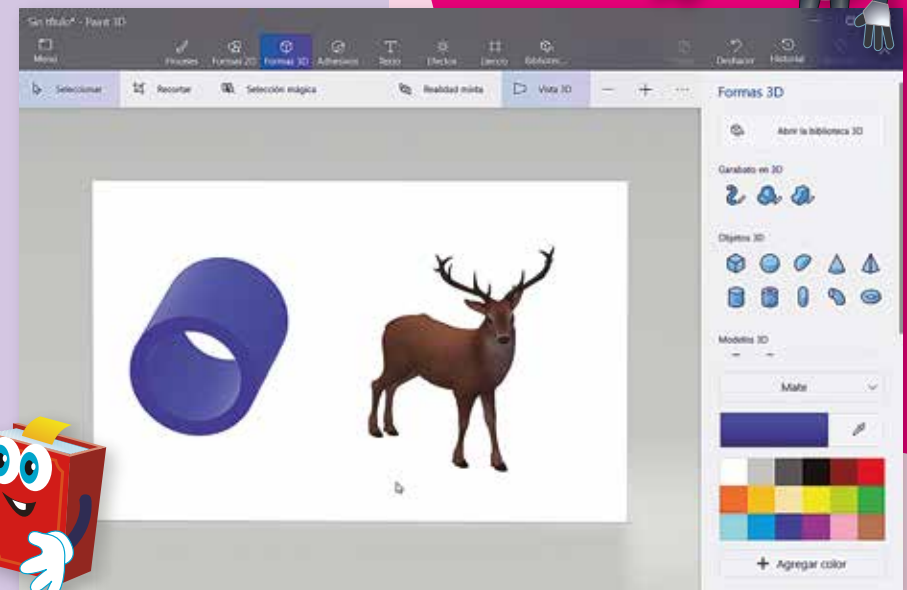 Sin título* - Paint 3D
Menú
Pinceles Formas 2D Formas 3D Adhesivos Texto Efectos Lienzo Bibliotec...
Deshacer Historial
Seleccionar Recortar Selección mágica Realidad mixta Vista 3D
Formas 3D
Abrir la biblioteca 3D
Garabato en 3D
Objetos 3D
Modelos 3D
Mate
Agregar color